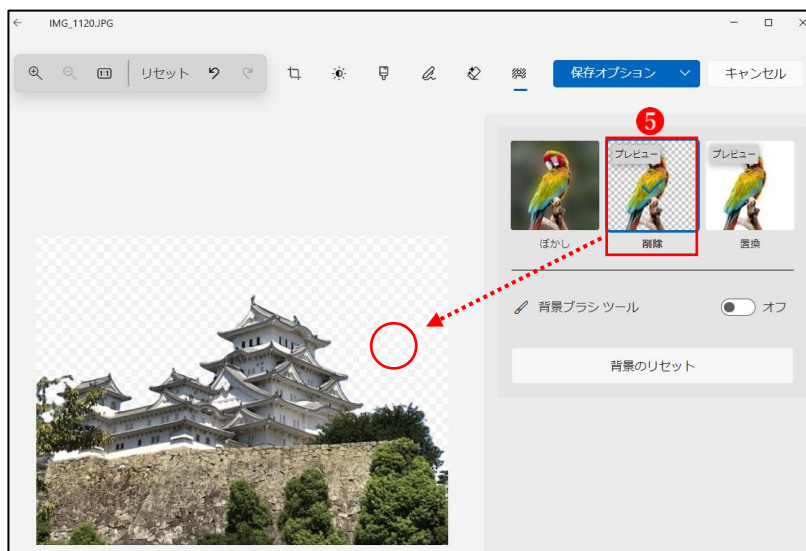 ← IMG_1120.JPG
1:1 リセット 保存オプション キャンセル
5
プレビュー プレビュー
ぼかし 削除 置換
背景ブラシ ツール オフ
背景のリセット